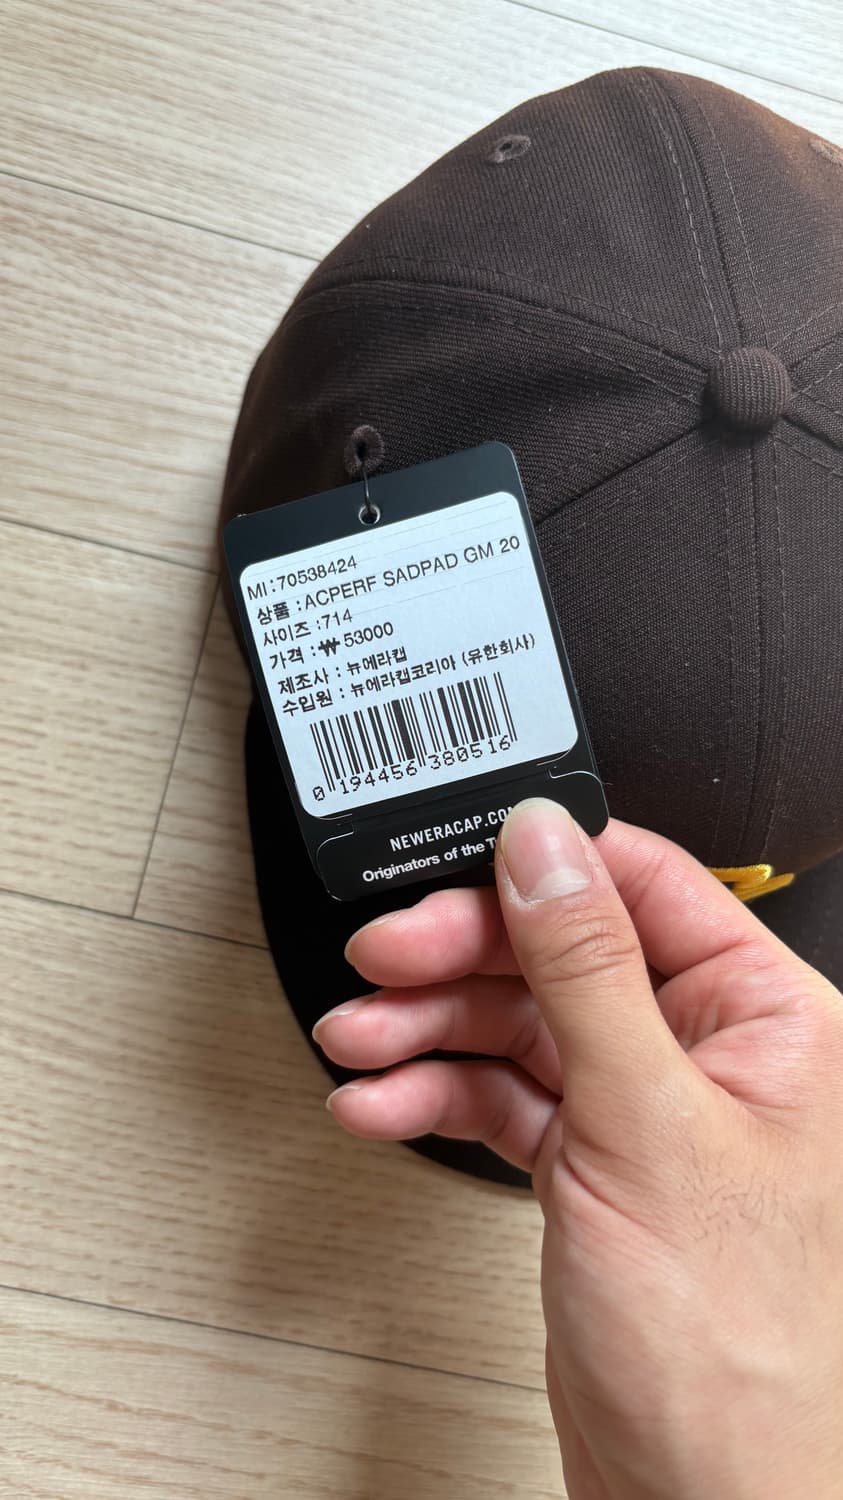 MI:70538424
상품 :ACPERF SADPAD GM 20
사이즈 :714
가격 :₩ 53000
제조사 : 뉴에라캡
수입원 : 뉴에라캡코리아 (유한회사)
0 194456 380516
NEWERACAP.COM
Originators of the